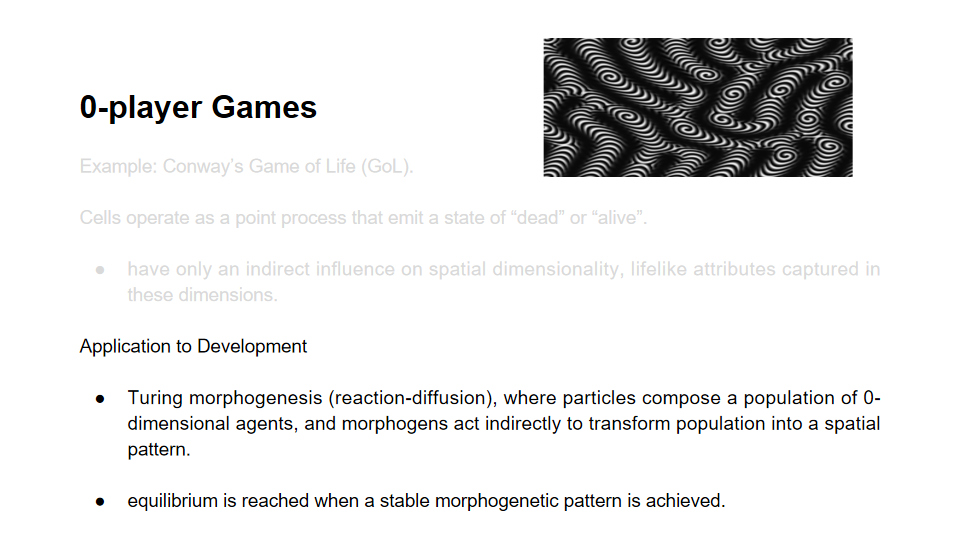 0-player Games
Example: Conway’s Game of Life (GoL).
Cells operate as a point process that emit a state of “dead” or “alive”.
● have only an indirect influence on spatial dimensionality, lifelike attributes captured in
these dimensions.
Application to Development
● Turing morphogenesis (reaction-diffusion), where particles compose a population of 0-
dimensional agents, and morphogens act indirectly to transform population into a spatial
pattern.
● equilibrium is reached when a stable morphogenetic pattern is achieved.